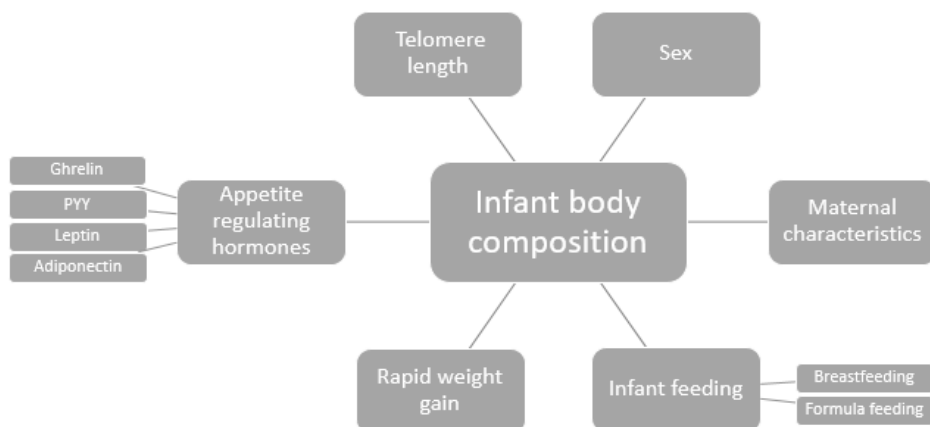 Telomere
length
Sex
Ghrelin
PYY
Leptin
Adiponectin
Appetite
regulating
hormones
Infant body
composition
Maternal
characteristics
Rapid weight
gain
Infant feeding
Breastfeeding
Formula feeding